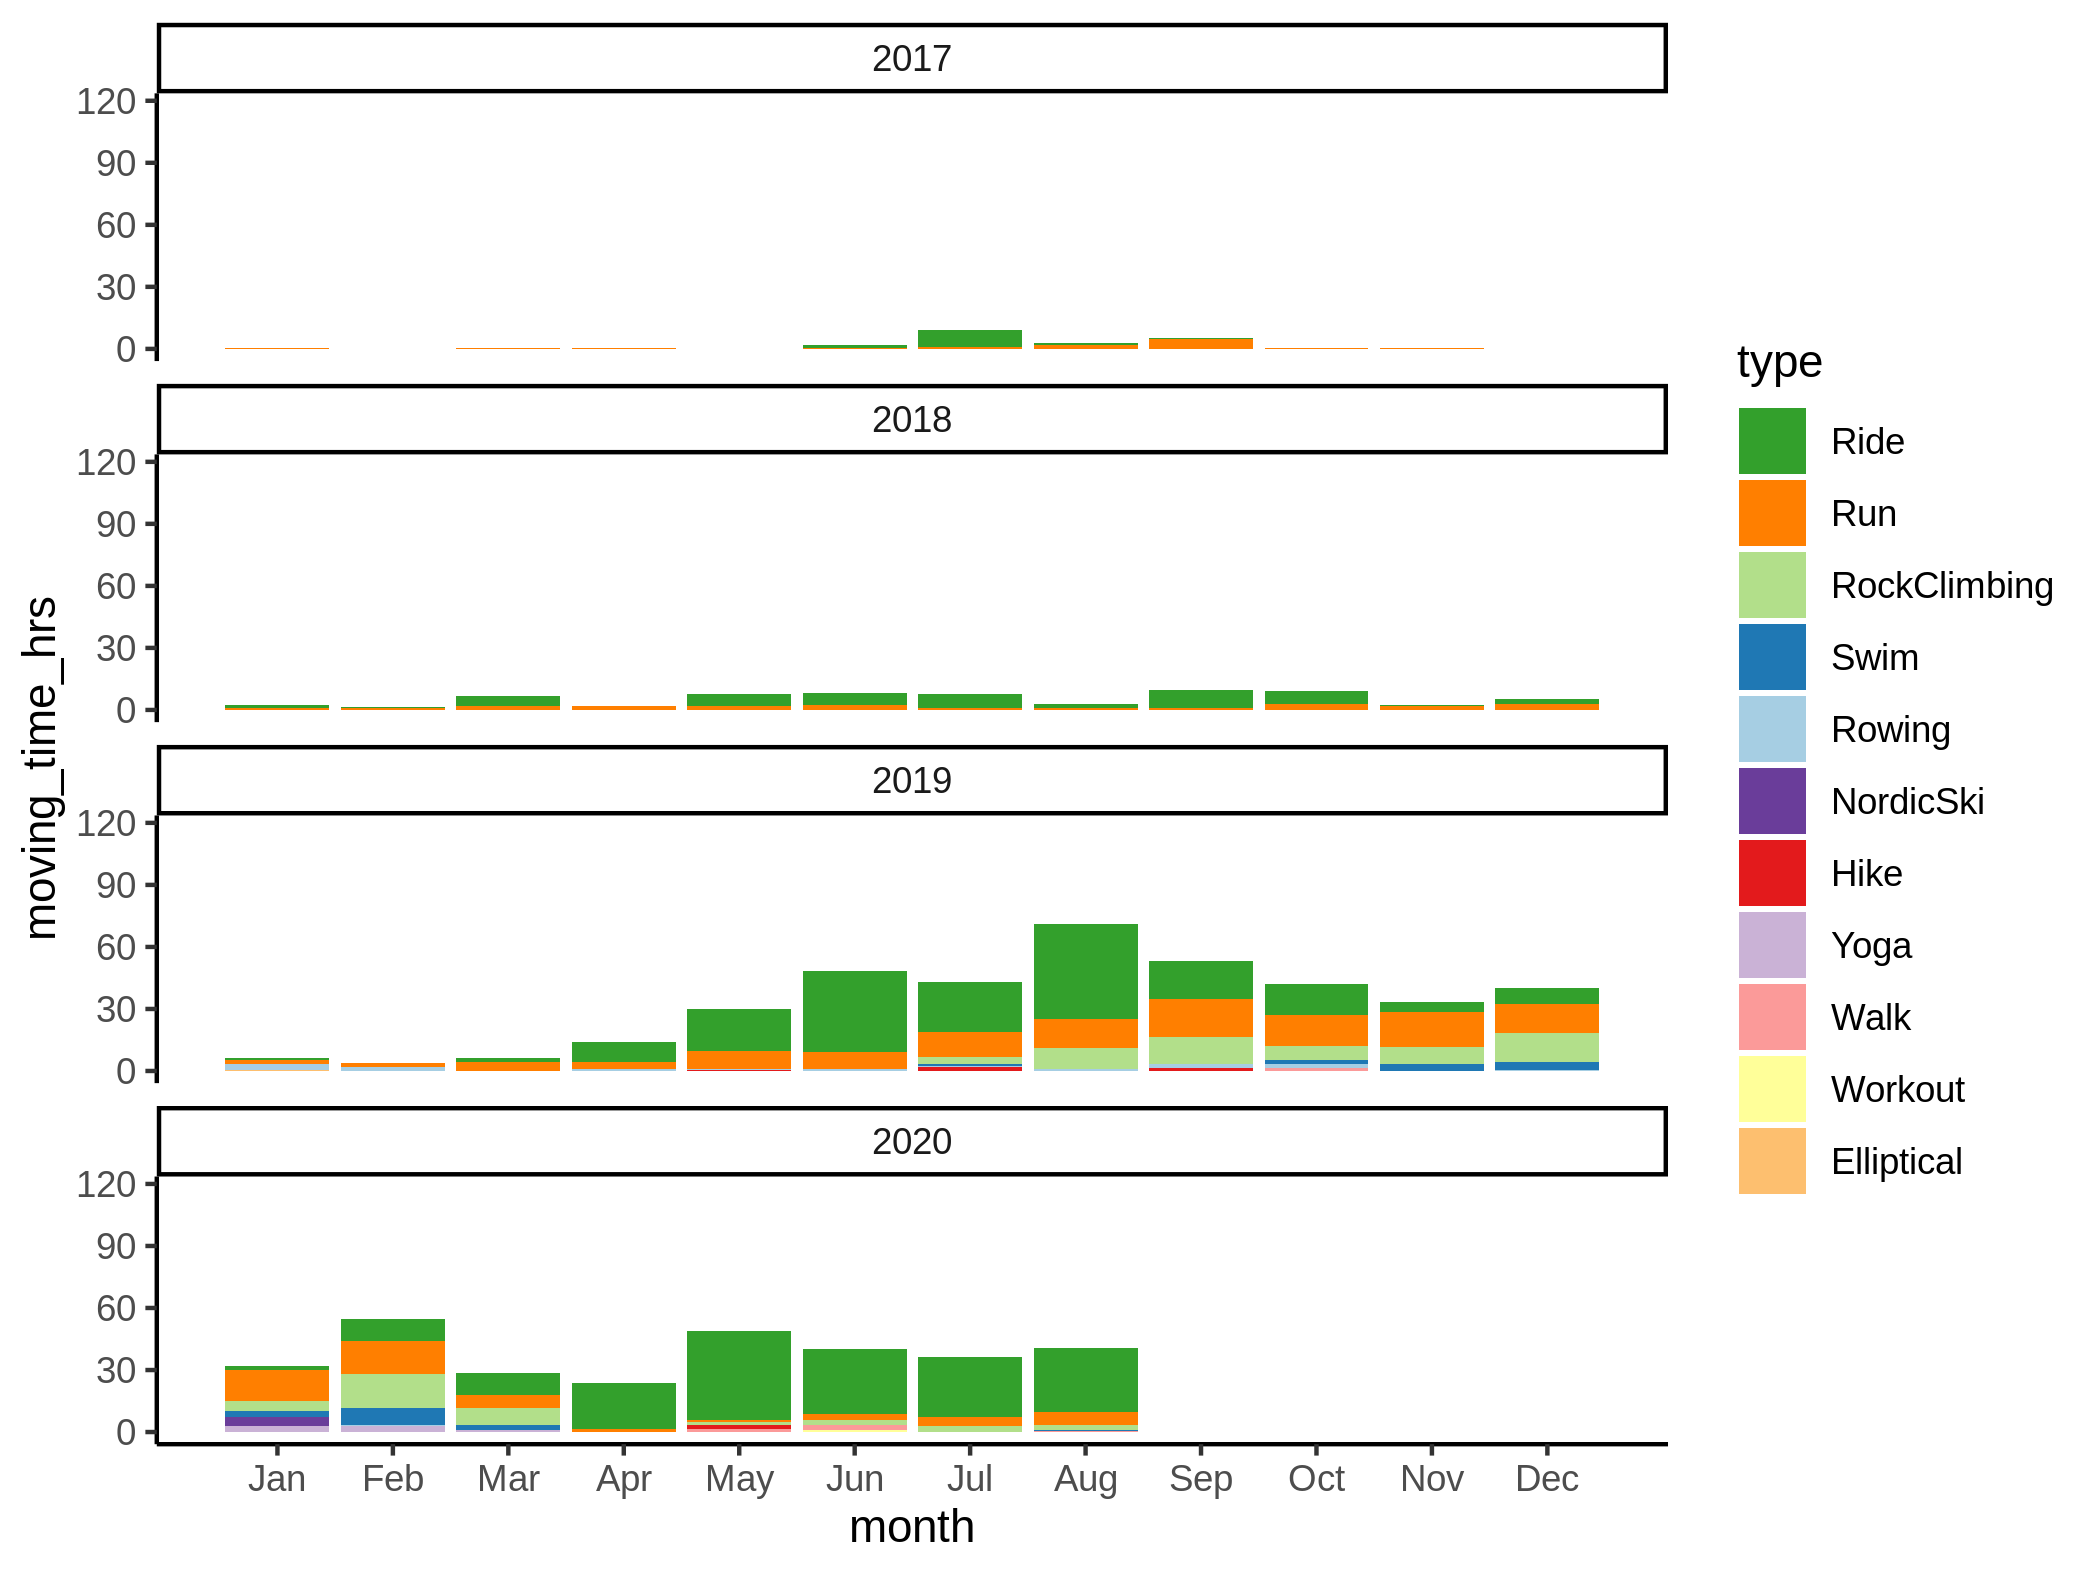 2017
120
90
60
30
0
2018
120
90
60
30
0
2019
120
90
60
30
0
2020
120
90
60
30
0
Jan Feb Mar Apr May Jun Jul Aug Sep Oct Nov Dec
month
moving_time_hrs
type
Ride
Run
RockClimbing
Swim
Rowing
NordicSki
Hike
Yoga
Walk
Workout
Elliptical